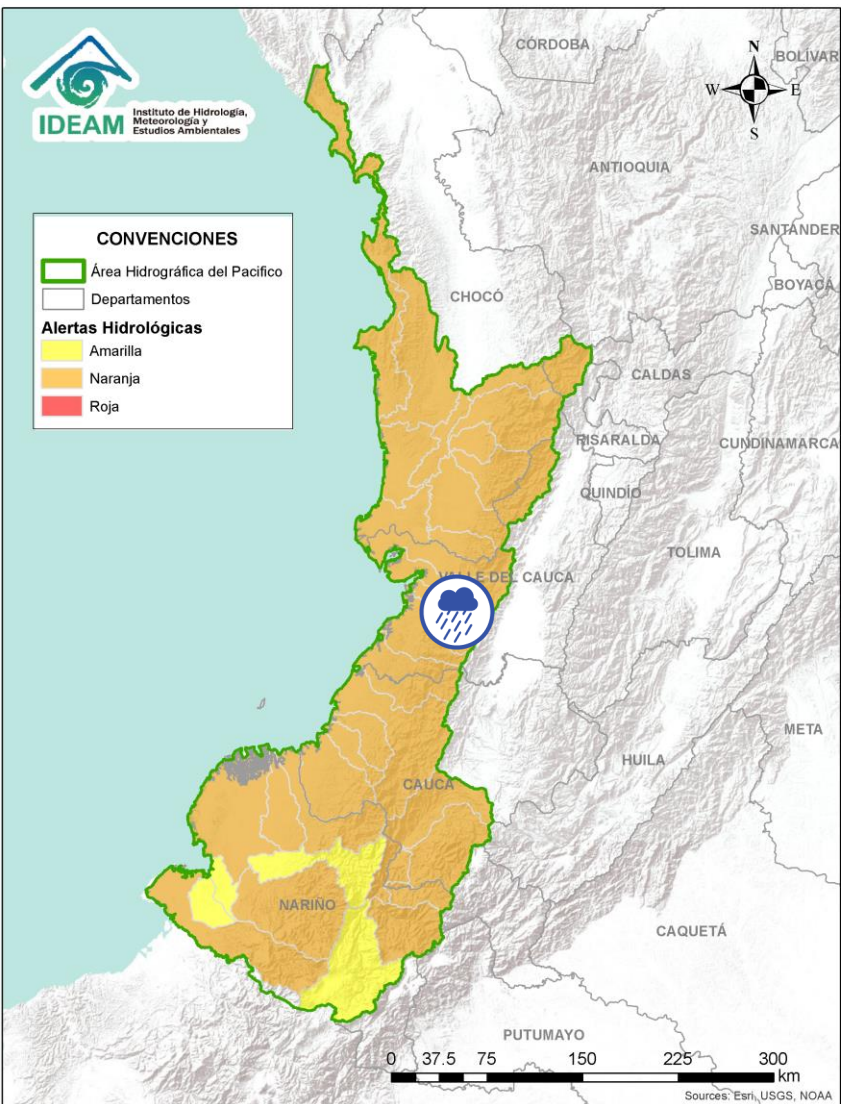 IDEAM
Instituto de Hidrología,
Meteorología y
Estudios Ambientales
CONVENCIONES
Área Hidrográfica del Pacifico
Departamentos
Alertas Hidrológicas
Amarilla
Naranja
Roja
N
W
E
S
CÓRDOBA
BOLÍVAR
ANTIOQUIA
SANTANDER
BOYACÁ
CHOCÓ
CALDAS
RISARALDA
CUNDINAMARCA
QUINDÍO
TOLIMA
VALLE DEL CAUCA
META
HUILA
CAUCA
NARIÑO
CAQUETÁ
PUTUMAYO
0 37.5 75 150 225 300
km
Sources: Esri, USGS, NOAA